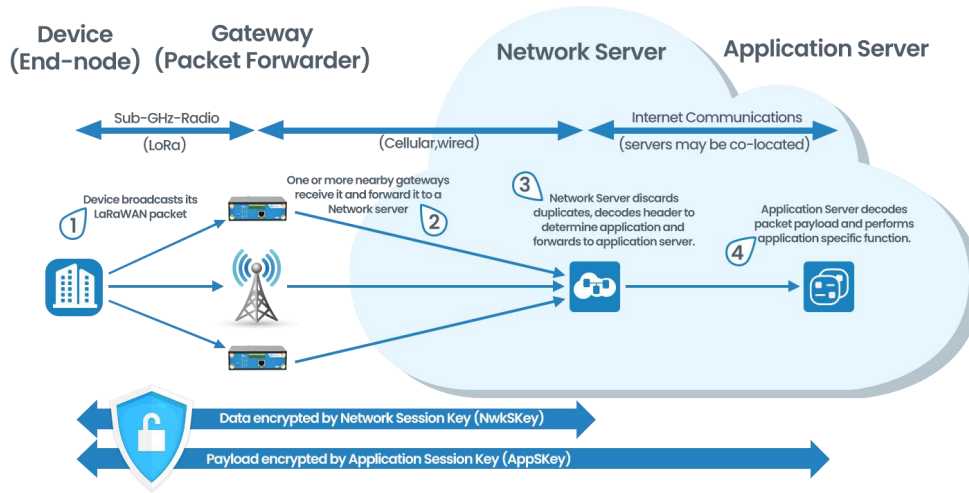 Device
(End-node)
Gateway
(Packet Forwarder)
Network Server
Application Server
Sub-GHz-Radio
(LoRa)
(Cellular,wired)
Internet Communications
(servers may be co-located)
1
Device broadcasts its
LaRaWAN packet
One or more nearby gateways
receive it and forward it to a
Network server
2
3
Network Server discards
duplicates, decodes header to
determine application and
forwards to application server.
4
Application Server decodes
packet payload and performs
application specific function.
Data encrypted by Network Session Key (NwkSKey)
Payload encrypted by Application Session Key (AppSKey)